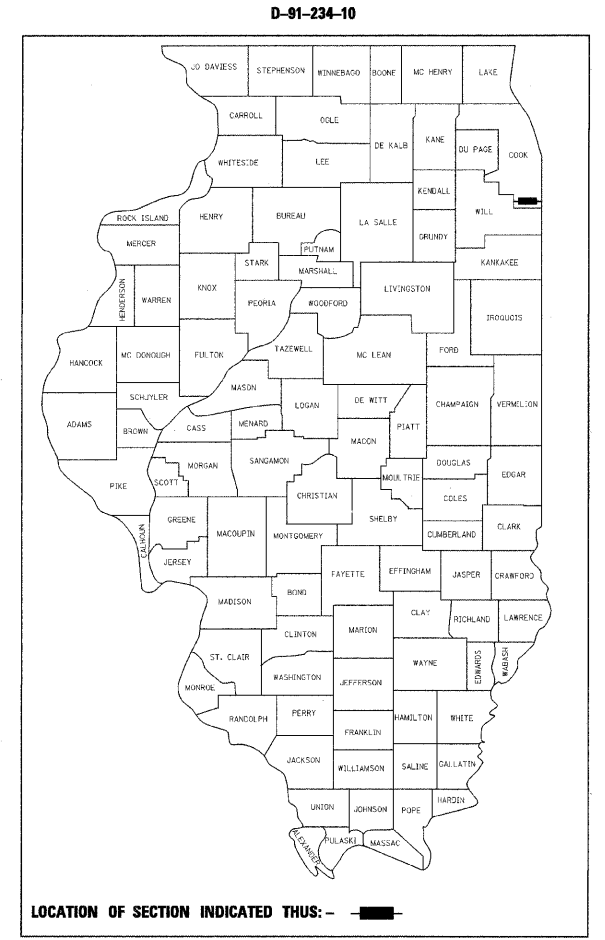 D-91-234-10
JO DAVIESS
STEPHENSON
WINNEBAGO
BOONE
MC HENRY
LAKE
CARROLL
OGLE
DE KALB
KANE
DU PAGE
COOK
WHITESIDE
LEE
KENDALL
ROCK ISLAND
HENRY
BUREAU
LA SALLE
WILL
MERCER
PUTNAM
GRUNDY
KANKAKEE
STARK
MARSHALL
HENDERSON
WARREN
KNOX
PEORIA
WOODFORD
LIVINGSTON
IROQUOIS
HANCOCK
MC DONOUGH
FULTON
TAZEWELL
MC LEAN
FORD
MASON
SCHUYLER
LOGAN
DE WITT
CHAMPAIGN
VERMILION
ADAMS
BROWN
CASS
MENARD
PIATT
MACON
MORGAN
SANGAMON
DOUGLAS
EDGAR
PIKE
SCOTT
MOULTRIE
CHRISTIAN
COLES
GREENE
MACOUPIN
SHELBY
CALHOUN
MONTGOMERY
CUMBERLAND
CLARK
JERSEY
FAYETTE
EFFINGHAM
JASPER
CRAWFORD
BOND
MADISON
CLAY
RICHLAND
LAWRENCE
CLINTON
MARION
ST. CLAIR
WAYNE
EDWARDS
WABASH
WASHINGTON
JEFFERSON
MONROE
RANDOLPH
PERRY
HAMILTON
WHITE
FRANKLIN
JACKSON
WILLIAMSON
SALINE
GALLATIN
UNION
JOHNSON
POPE
HARDIN
ALEXANDER
PULASKI
MASSAC
LOCATION OF SECTION INDICATED THUS: -